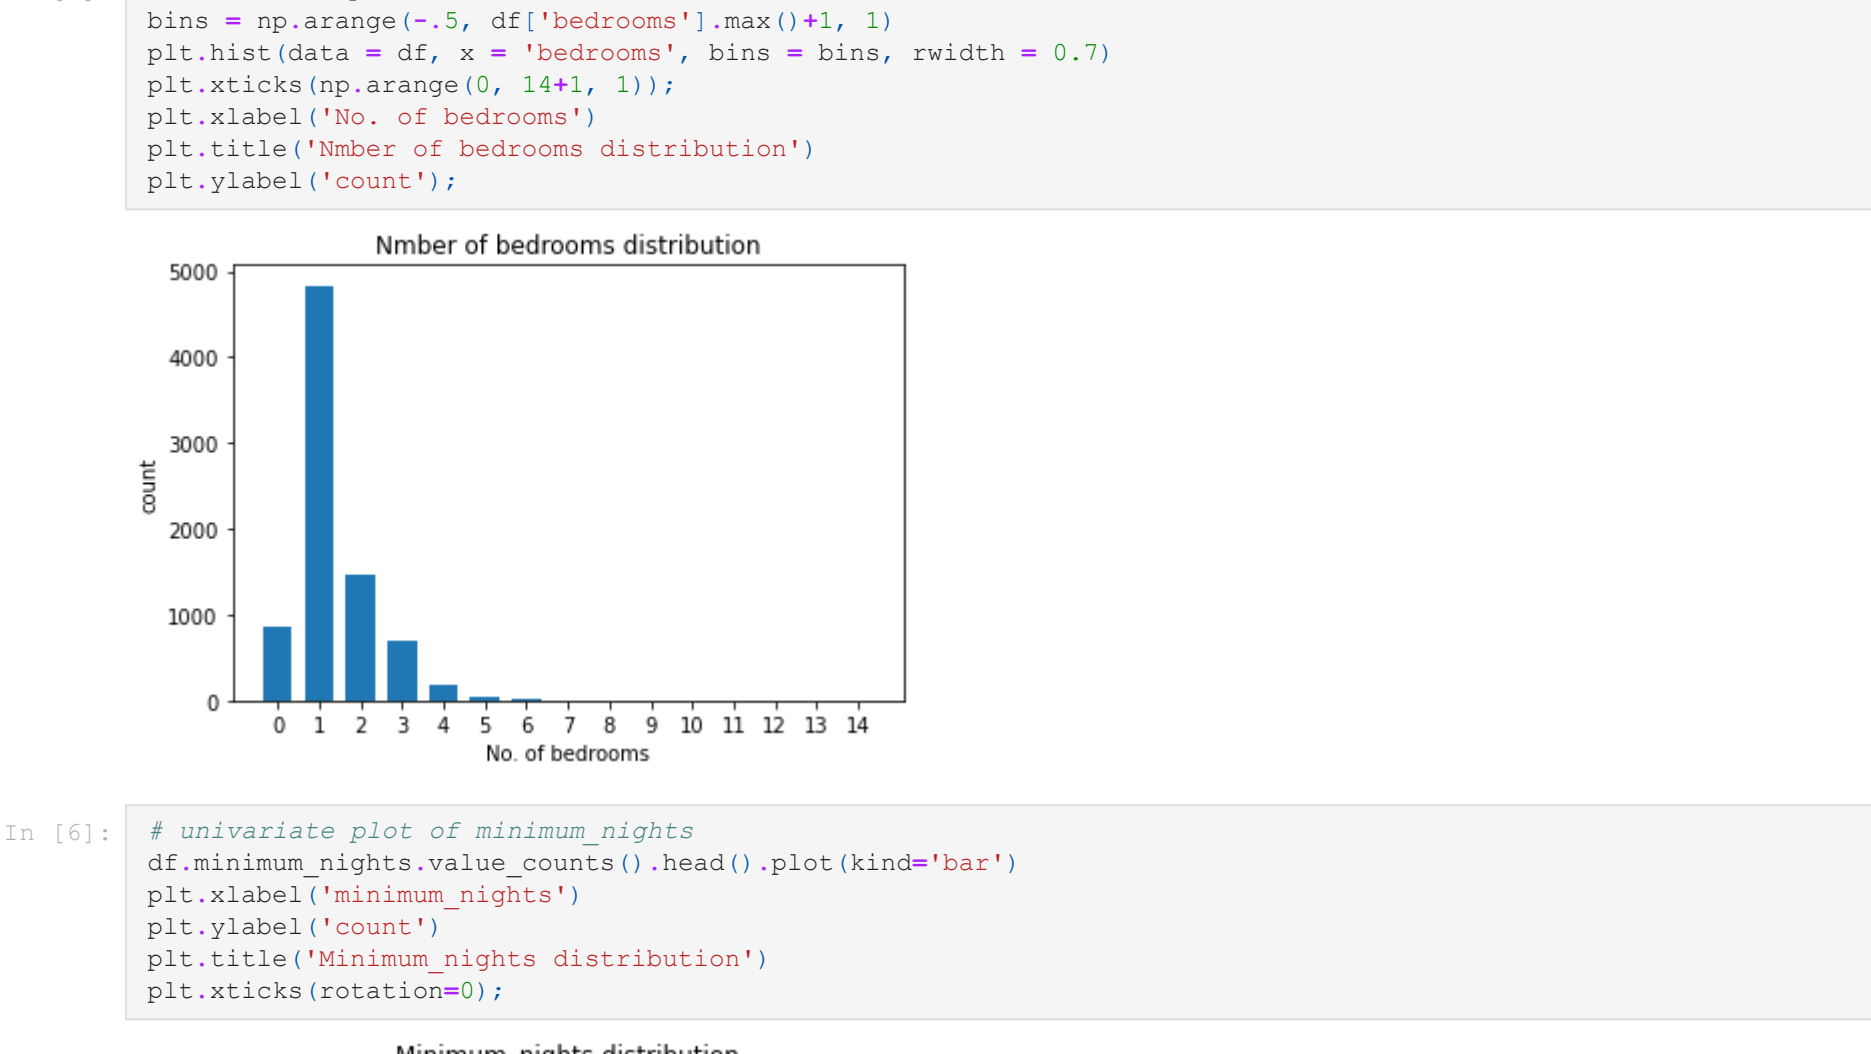 bins = np.arange(-.5, df['bedrooms'].max()+1, 1)
plt.hist(data = df, x = 'bedrooms', bins = bins, rwidth = 0.7)
plt.xticks(np.arange(0, 14+1, 1));
plt.xlabel('No. of bedrooms')
plt.title('Nmber of bedrooms distribution')
plt.ylabel('count');
Nmber of bedrooms distribution
5000
4000
3000
2000
1000
0
count
0 1 2 3 4 5 6 7 8 9 10 11 12 13 14
No. of bedrooms
In [6]:
# univariate plot of minimum_nights
df.minimum_nights.value_counts().head().plot(kind='bar')
plt.xlabel('minimum_nights')
plt.ylabel('count')
plt.title('Minimum_nights distribution')
plt.xticks(rotation=0);
Minimum_nights distribution